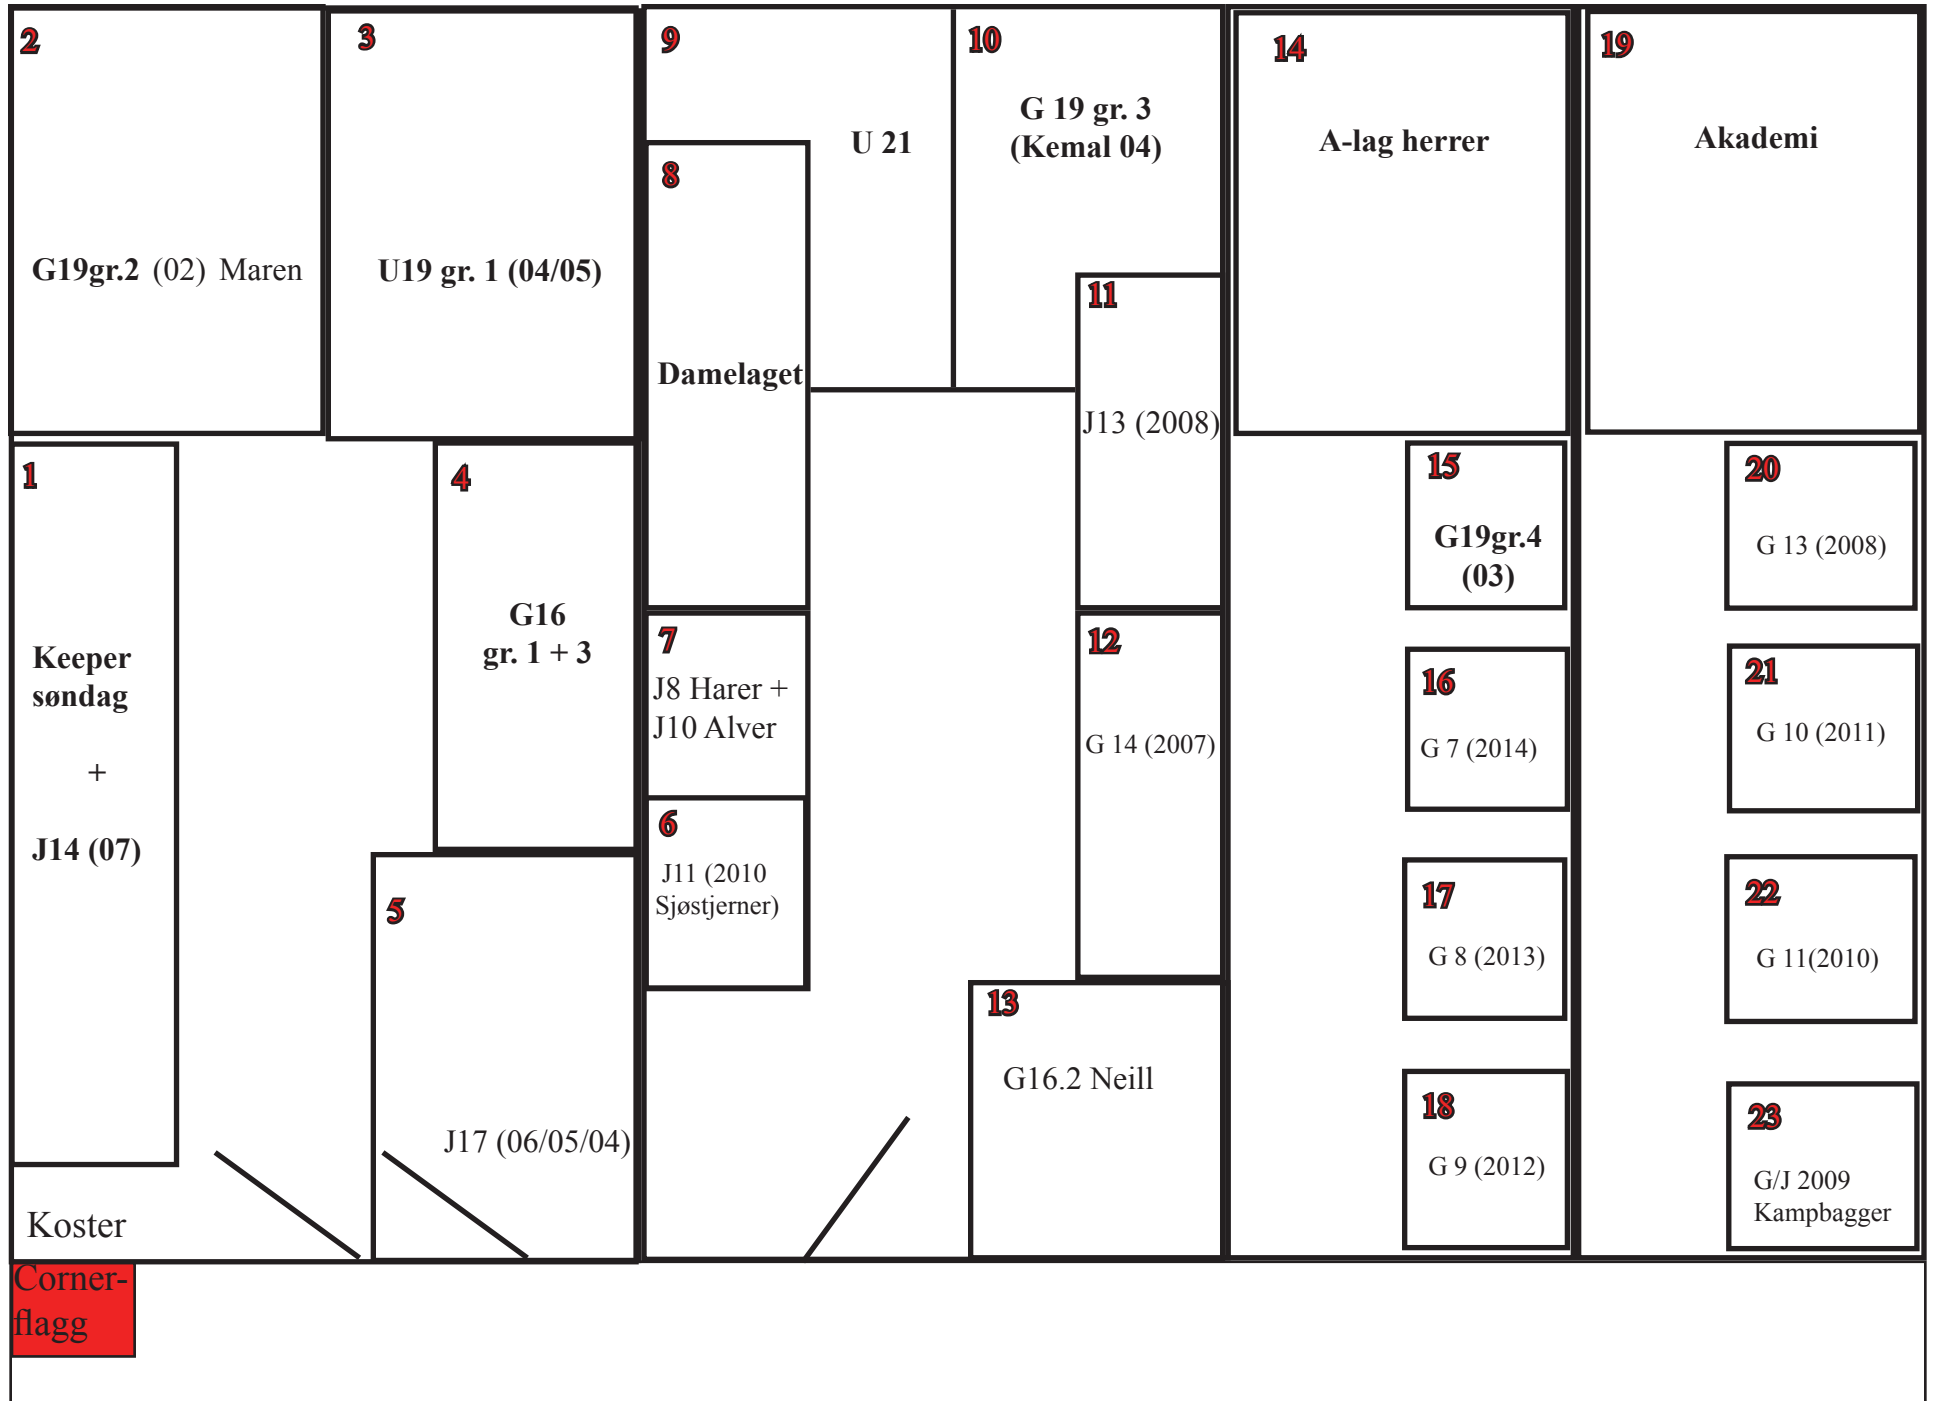 2
G19gr.2 (02) Maren
3
U19 gr. 1 (04/05)
1
Keeper
søndag
+
J14 (07)
4
G16
gr. 1 + 3
5
J17 (06/05/04)
Koster
Corner-
flagg
9
U 21
8
Damelaget
7
J8 Harer +
J10 Alver
6
J11 (2010
Sjøstjerner)
10
G 19 gr. 3
(Kemal 04)
11
J13 (2008)
12
G 14 (2007)
13
G16.2 Neill
14
A-lag herrer
15
G19gr.4
(03)
16
G 7 (2014)
17
G 8 (2013)
18
G 9 (2012)
19
Akademi
20
G 13 (2008)
21
G 10 (2011)
22
G 11(2010)
23
G/J 2009
Kampbagger